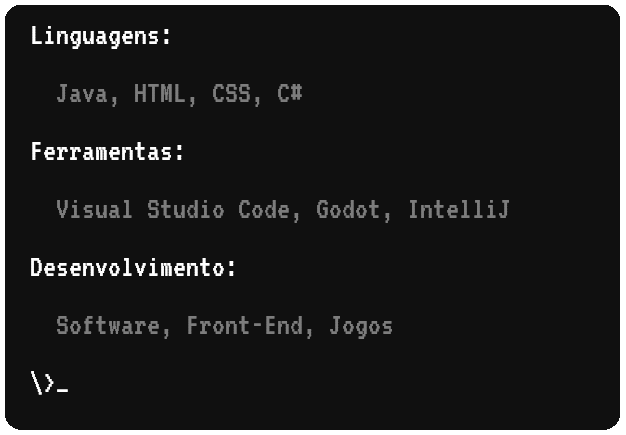 Linguagens:
Java, HTML, CSS, C#
Ferramentas:
Visual Studio Code, Godot, IntelliJ
Desenvolvimento:
Software, Front-End, Jogos
\>_